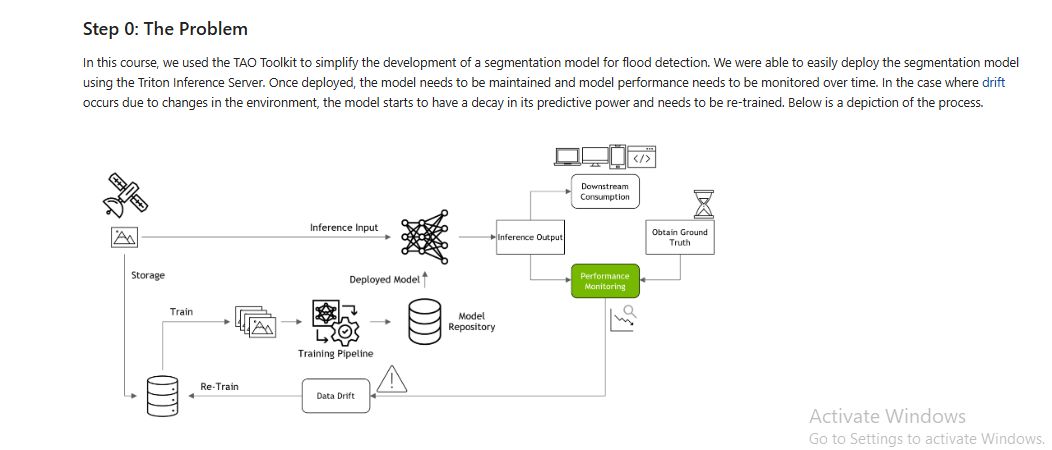 Step 0: The Problem
In this course, we used the TAO Toolkit to simplify the development of a segmentation model for flood detection. We were able to easily deploy the segmentation model
using the Triton Inference Server. Once deployed, the model needs to be maintained and model performance needs to be monitored over time. In the case where drift
occurs due to changes in the environment, the model starts to have a decay in its predictive power and needs to be re-trained. Below is a depiction of the process.
</>
Downstream
Consumption
Inference Input
Inference Output
Obtain Ground
Truth
Storage
Deployed Model
Performance
Monitoring
Train
Model
Repository
Training Pipeline
Re-Train
Data Drift
Activate Windows
Go to Settings to activate Windows.